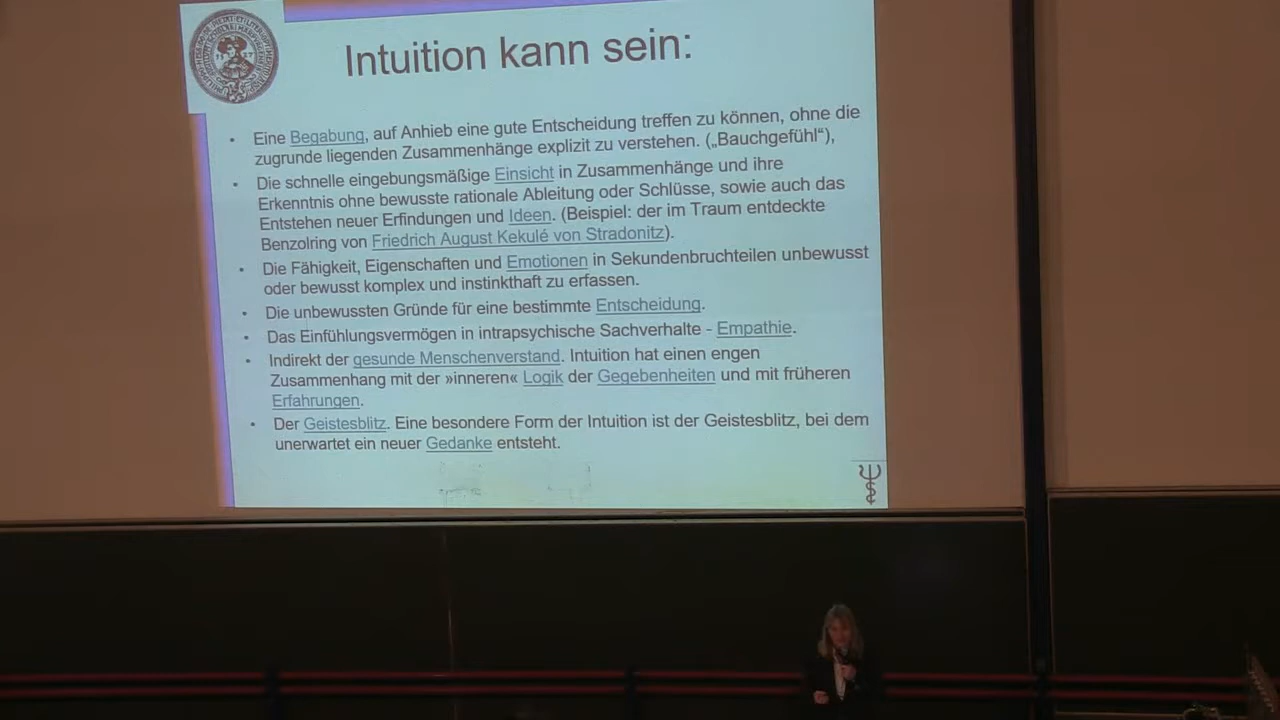 Intuition kann sein:
• Eine Begabung, auf Anhieb eine gute Entscheidung treffen zu können, ohne die
zugrunde liegenden Zusammenhänge explizit zu verstehen. („Bauchgefühl“),
• Die schnelle eingebungsmäßige Einsicht in Zusammenhänge und ihre
Erkenntnis ohne bewusste rationale Ableitung oder Schlüsse, sowie auch das
Entstehen neuer Erfindungen und Ideen. (Beispiel: der im Traum entdeckte
Benzolring von Friedrich August Kekulé von Stradonitz).
• Die Fähigkeit, Eigenschaften und Emotionen in Sekundenbruchteilen unbewusst
oder bewusst komplex und instinkthaft zu erfassen.
• Die unbewussten Gründe für eine bestimmte Entscheidung.
• Das Einfühlungsvermögen in intrapsychische Sachverhalte - Empathie.
• Indirekt der gesunde Menschenverstand. Intuition hat einen engen
Zusammenhang mit der »inneren« Logik der Gegebenheiten und mit früheren
Erfahrungen.
• Der Geistesblitz. Eine besondere Form der Intuition ist der Geistesblitz, bei dem
unerwartet ein neuer Gedanke entsteht.